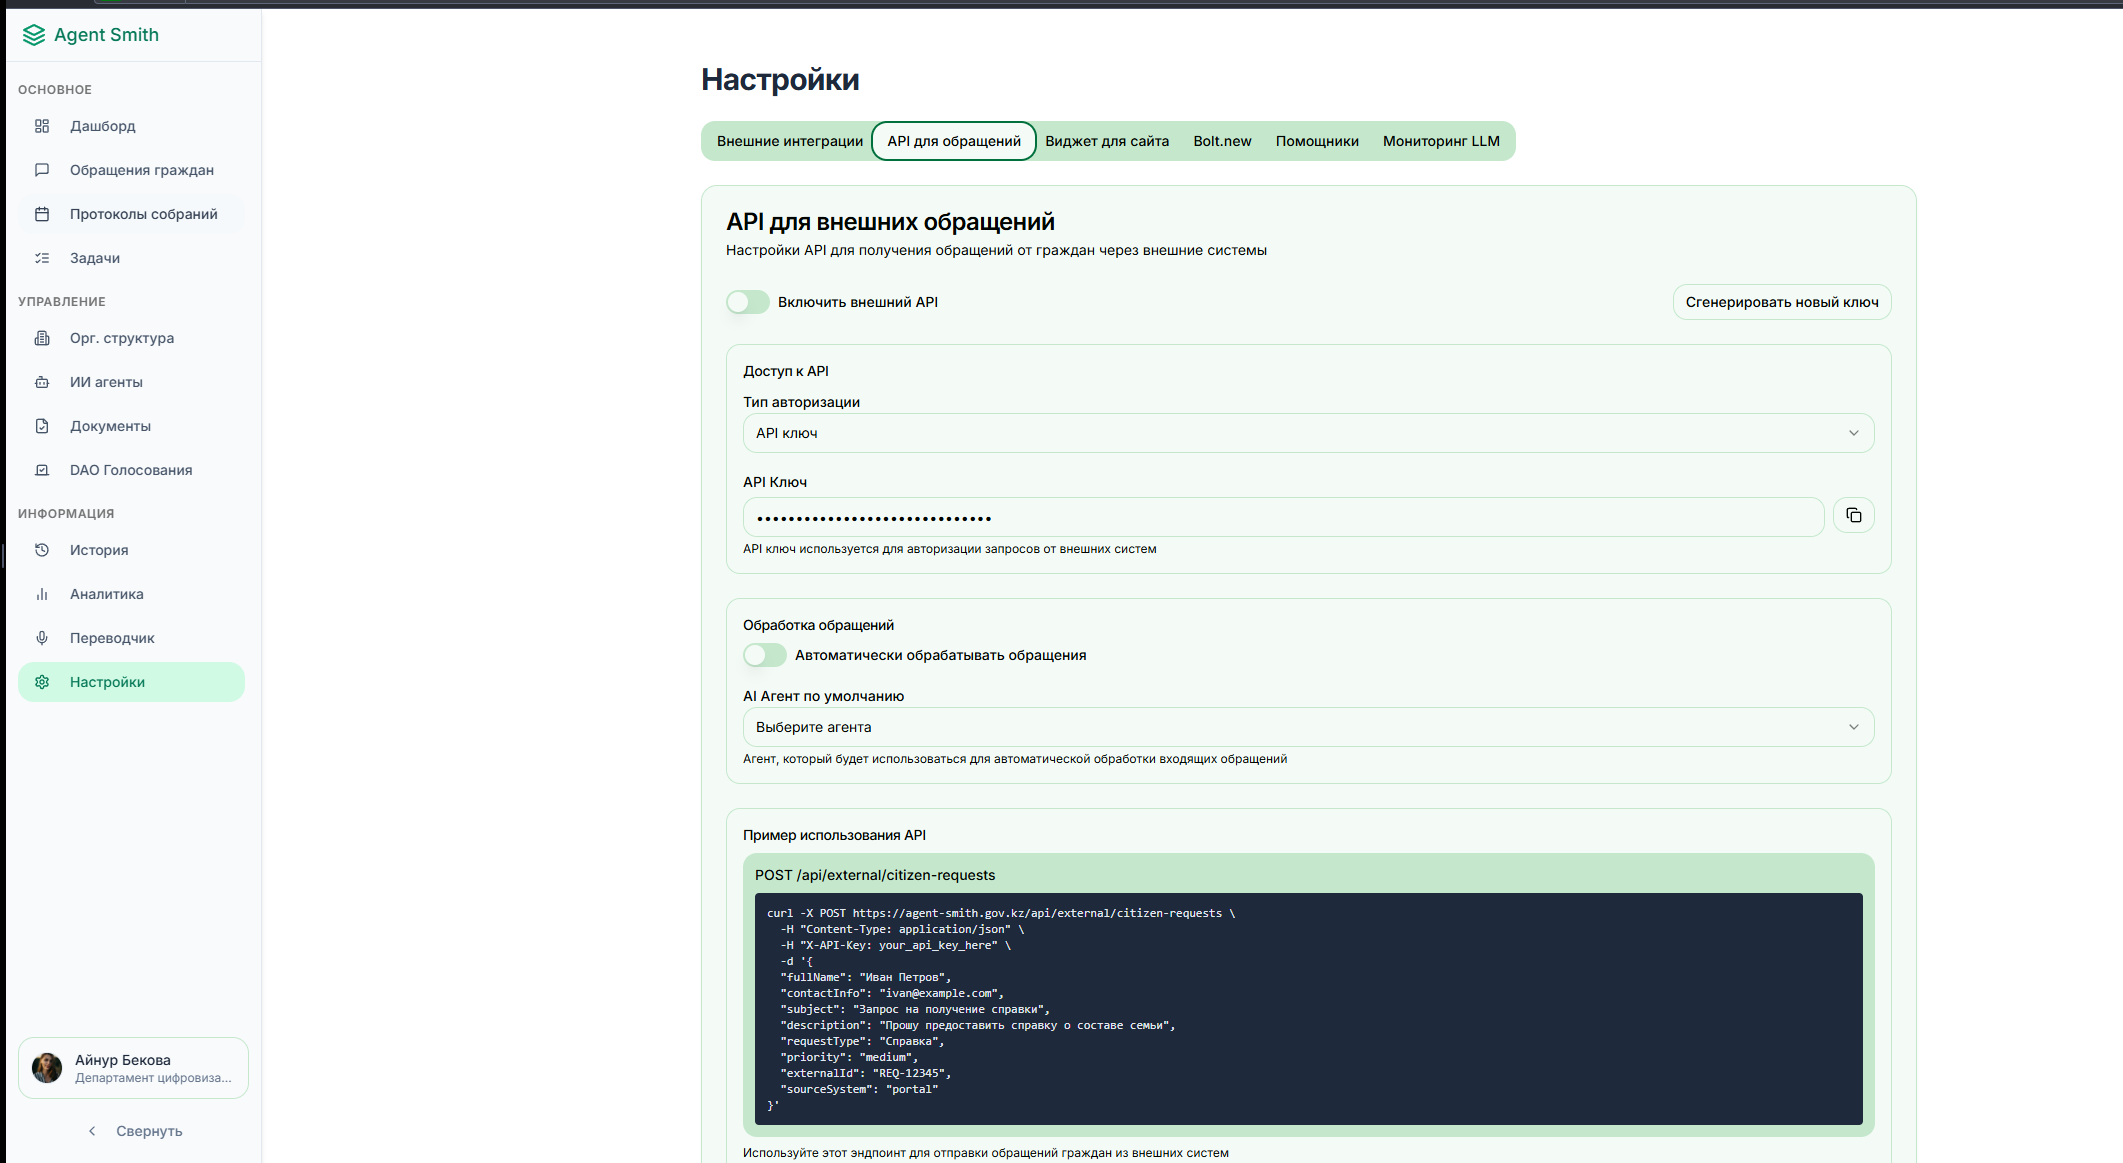 Agent Smith
ОСНОВНОЕ
Дашборд
Обращения граждан
Протоколы собраний
Задачи
УПРАВЛЕНИЕ
Орг. структура
ИИ агенты
Документы
DAO Голосования
ИНФОРМАЦИЯ
История
Аналитика
Переводчик
Настройки
Айнур Бекова
Департамент цифровиза...
Свернуть
Настройки
Внешние интеграции API для обращений Виджет для сайта Bolt.new Помощники Мониторинг LLM
API для внешних обращений
Настройки API для получения обращений от граждан через внешние системы
Включить внешний API Сгенерировать новый ключ
Доступ к API
Тип авторизации
API ключ
API Ключ
••••••••••••••••••••••••••••••
API ключ используется для авторизации запросов от внешних систем
Обработка обращений
Автоматически обрабатывать обращения
AI Агент по умолчанию
Выберите агента
Агент, который будет использоваться для автоматической обработки входящих обращений
Пример использования API
POST /api/external/citizen-requests
curl -X POST https://agent-smith.gov.kz/api/external/citizen-requests \
-H "Content-Type: application/json" \
-H "X-API-Key: your_api_key_here" \
-d '{
"fullName": "Иван Петров",
"contactInfo": "ivan@example.com",
"subject": "Запрос на получение справки",
"description": "Прошу предоставить справку о составе семьи",
"requestType": "Справка",
"priority": "medium",
"externalId": "REQ-12345",
"sourceSystem": "portal"
}'
Используйте этот эндпоинт для отправки обращений граждан из внешних систем